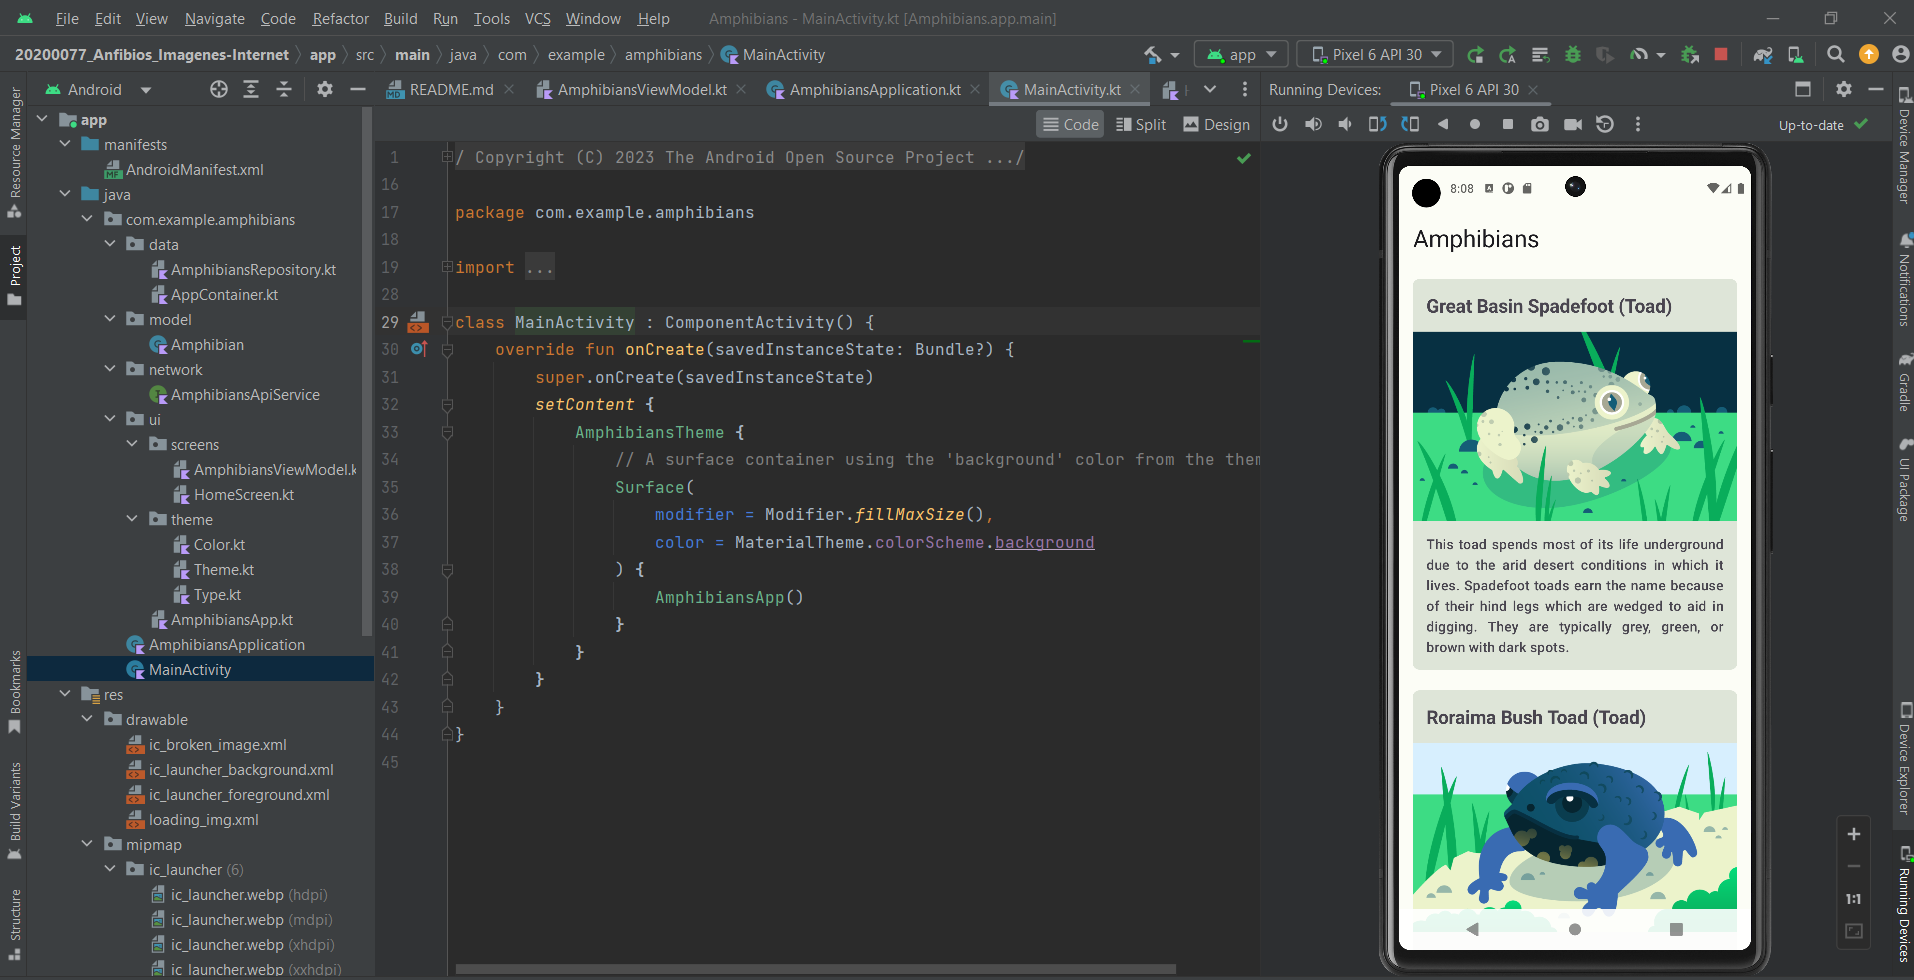 File Edit View Navigate Code Refactor Build Run Tools VCS Window Help Amphibians - MainActivity.kt [Amphibians.app.main]
20200077_Anfibios_Imagenes-Internet app src main java com example amphibians MainActivity
app
Pixel 6 API 30
Android
README.md
AmphibiansViewModel.kt
AmphibiansApplication.kt
MainActivity.kt
Running Devices: Pixel 6 API 30
Code Split Design
Up-to-date
Resource Manager
Project
Bookmarks
Build Variants
Structure
app
manifests
AndroidManifest.xml
java
com.example.amphibians
data
AmphibiansRepository.kt
AppContainer.kt
model
Amphibian
network
AmphibiansApiService
ui
screens
AmphibiansViewModel.k
HomeScreen.kt
theme
Color.kt
Theme.kt
Type.kt
AmphibiansApp.kt
AmphibiansApplication
MainActivity
res
drawable
ic_broken_image.xml
ic_launcher_background.xml
ic_launcher_foreground.xml
loading_img.xml
mipmap
ic_launcher (6)
ic_launcher.webp (hdpi)
ic_launcher.webp (mdpi)
ic_launcher.webp (xhdpi)
ic_launcher.webp (xxhdpi)
1 / Copyright (C) 2023 The Android Open Source Project .../
16
17 package com.example.amphibians
18
19 import ...
28
29 class MainActivity : ComponentActivity() {
30 override fun onCreate(savedInstanceState: Bundle?) {
31 super.onCreate(savedInstanceState)
32 setContent {
33 AmphibiansTheme {
34 // A surface container using the 'background' color from the them
35 Surface(
36 modifier = Modifier.fillMaxSize(),
37 color = MaterialTheme.colorScheme.background
38 ) {
39 AmphibiansApp()
40 }
41 }
42 }
43 }
44 }
45
8:08
Amphibians
Great Basin Spadefoot (Toad)
This toad spends most of its life underground
due to the arid desert conditions in which it
lives. Spadefoot toads earn the name because
of their hind legs which are wedged to aid in
digging. They are typically grey, green, or
brown with dark spots.
Roraima Bush Toad (Toad)
1:1
Device Manager
Notifications
Gradle
UI Package
Device Explorer
Running Devices